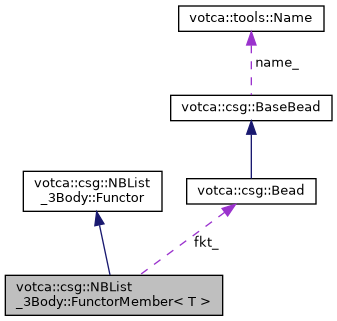 votca::tools::Name
name_
votca::csg::BaseBead
votca::csg::NBList
_3Body::Functor
votca::csg::Bead
fkt_
votca::csg::NBList
_3Body::FunctorMember< T >